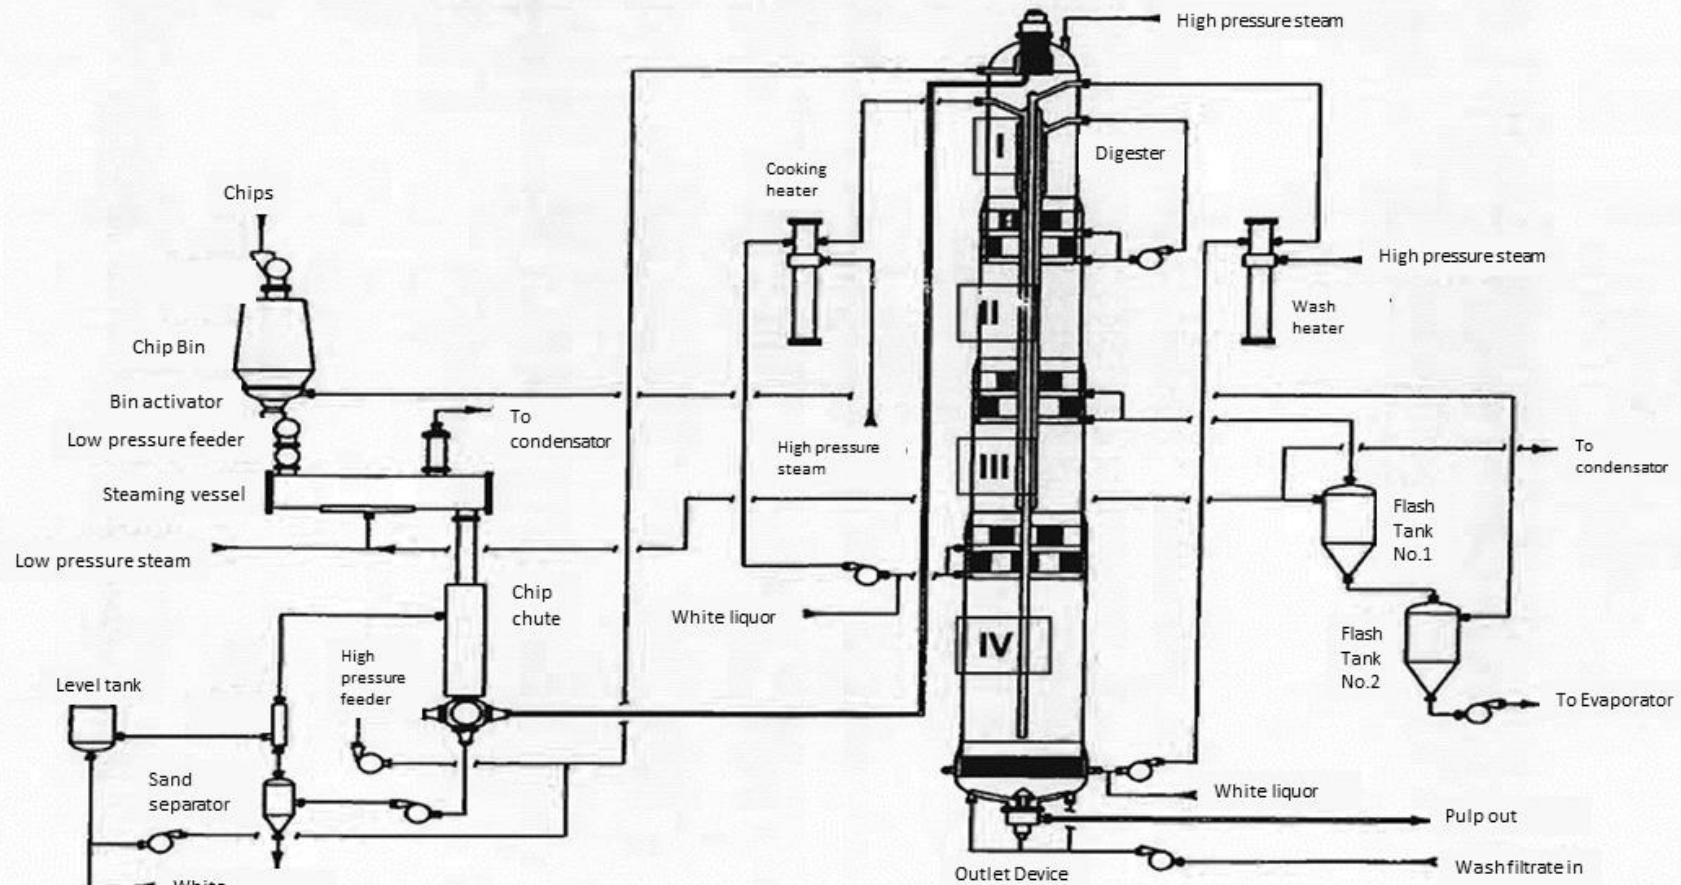 High pressure steam
Digester
Cooking
heater
I
Chips
High pressure steam
II
Wash
heater
Chip Bin
Bin activator
To
condensator
Low pressure feeder
High pressure
steam
To
condensator
III
Steaming vessel
Flash
Tank
No.1
Low pressure steam
Chip
chute
White liquor
IV
Flash
Tank
No.2
High
pressure
feeder
Level tank
To Evaporator
Sand
separator
White liquor
Pulp out
Wash filtrate in
Outlet Device
White